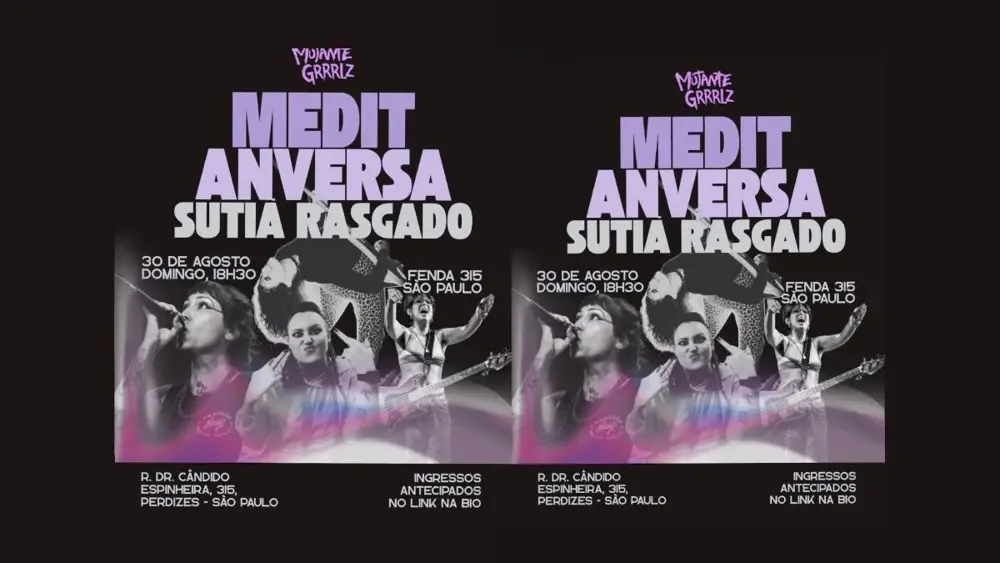 MUTANTE
GRRRLZ
MEDIT
ANVERSA
SUTIÃ RASGADO
30 DE AGOSTO
DOMINGO, 18H30
FENDA 315
SÃO PAULO
R. DR. CÂNDIDO
ESPINHEIRA, 315,
PERDIZES - SÃO PAULO
INGRESSOS
ANTECIPADOS
NO LINK NA BIO
MUTANTE
GRRRLZ
MEDIT
ANVERSA
SUTIÃ RASGADO
30 DE AGOSTO
DOMINGO, 18H30
FENDA 315
SÃO PAULO
R. DR. CÂNDIDO
ESPINHEIRA, 315,
PERDIZES - SÃO PAULO
INGRESSOS
ANTECIPADOS
NO LINK NA BIO